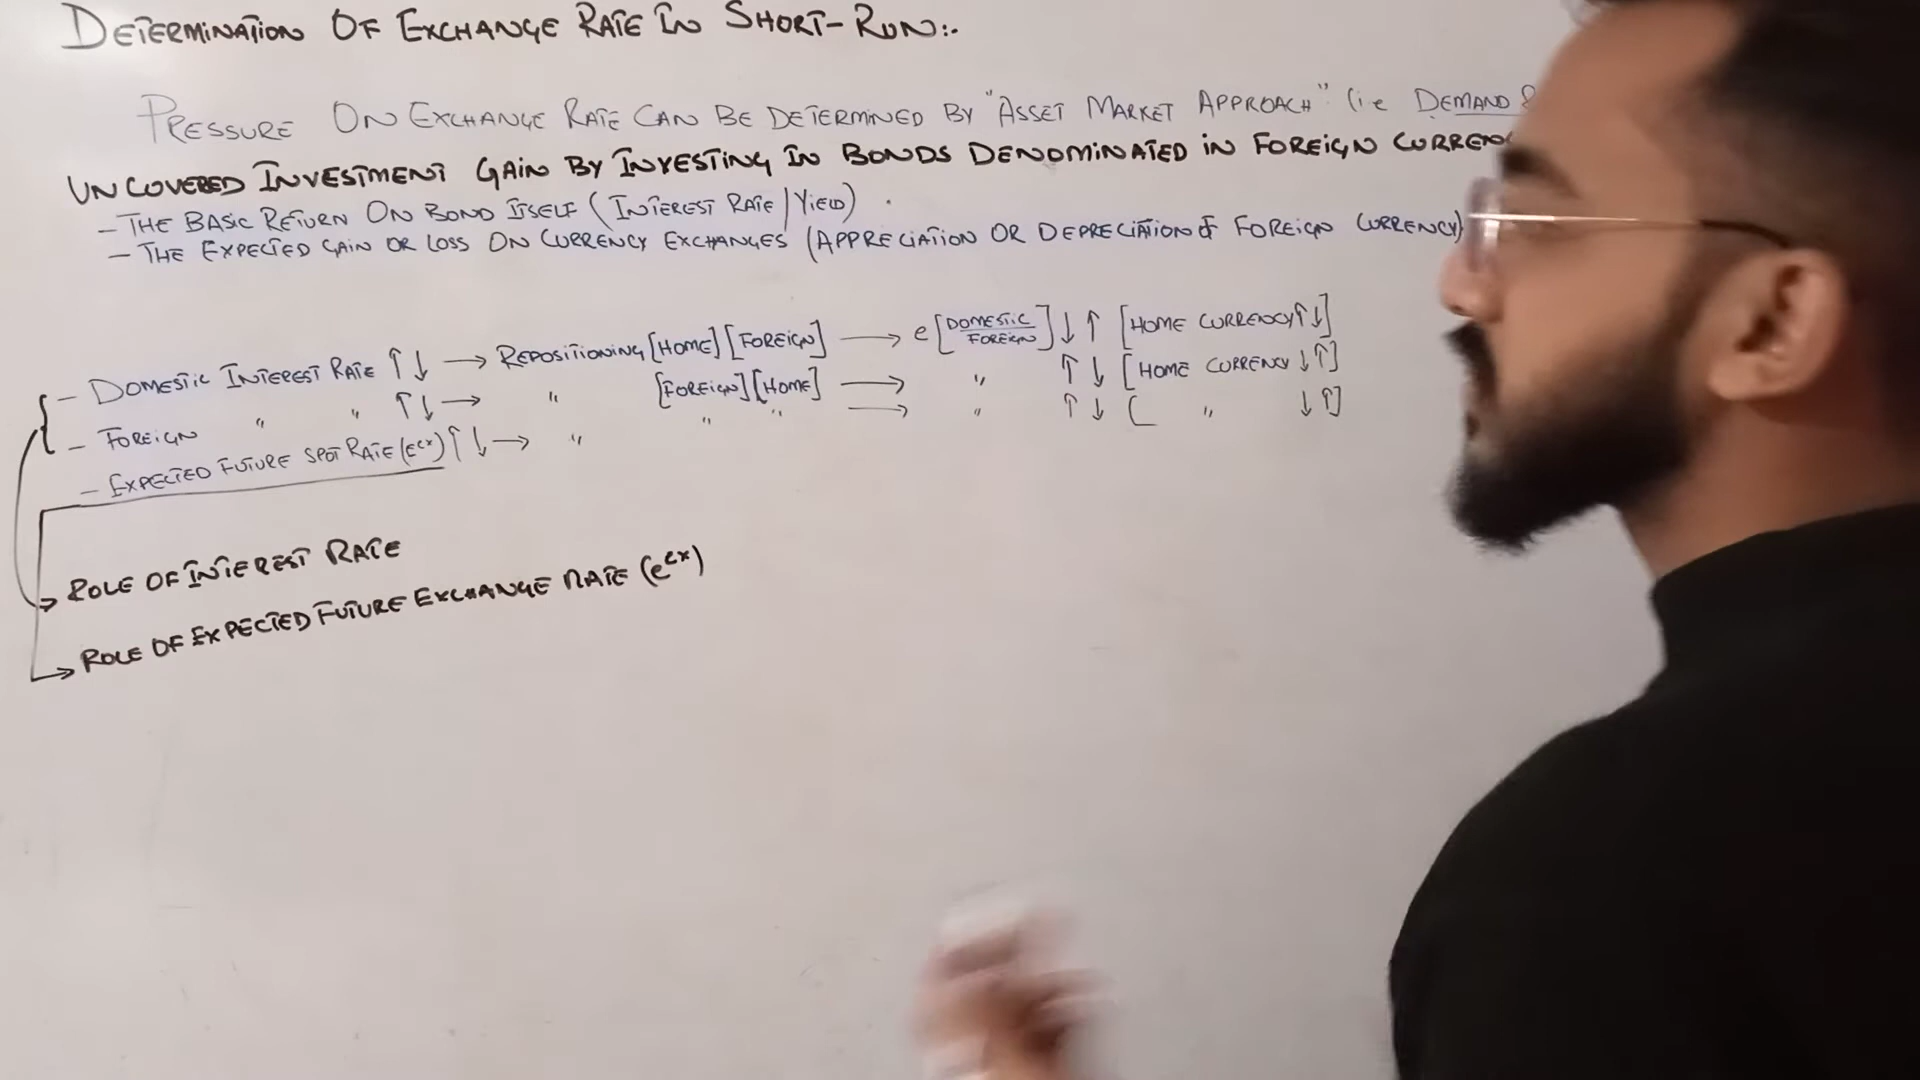 DETERMINATION OF EXCHANGE RATE IN SHORT-RUN:-
PRESSURE ON EXCHANGE RATE CAN BE DETERMINED BY "ASSET MARKET APPROACH" (i.e DEMAND &
UNCOVERED INVESTMENT GAIN BY INVESTING IN BONDS DENOMINATED IN FOREIGN CURREN
- THE BASIC RETURN ON BOND ITSELF (INTEREST RATE / YIELD).
- THE EXPECTED GAIN OR LOSS ON CURRENCY EXCHANGES (APPRECIATION OR DEPRECIATION OF FOREIGN CURRENCY)
- DOMESTIC INTEREST RATE ↑ ↓ → REPOSITIONING [HOME] [FOREIGN] → e [DOMESTIC / FOREIGN] ↓ ↑ [HOME CURRENCY ↑ ↓]
- FOREIGN " " ↑ ↓ → " [FOREIGN] [HOME] → " ↑ ↓ [HOME CURRENCY ↓ ↑]
- EXPECTED FUTURE SPOT RATE (e^ex) ↑ ↓ → " " " → " ↑ ↓ [ " ↓ ↑]
→ ROLE OF INTEREST RATE
→ ROLE OF EXPECTED FUTURE EXCHANGE RATE (e^ex)